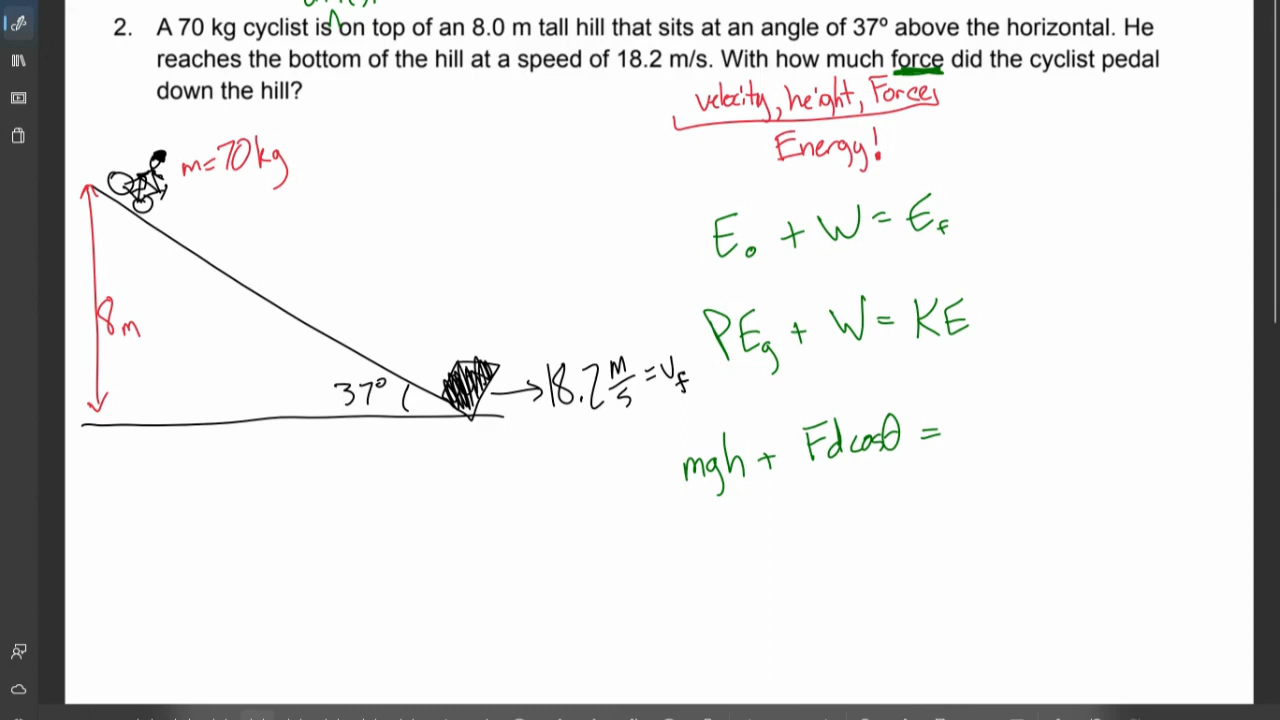 2. A 70 kg cyclist is on top of an 8.0 m tall hill that sits at an angle of 37º above the horizontal. He
reaches the bottom of the hill at a speed of 18.2 m/s. With how much force did the cyclist pedal
down the hill?
velocity, height, Forces
Energy!
m=70kg
E₀ + W = E_f
8m
PE_g + W = KE
37°
18.2 m/s = V_f
mgh + Fdcosθ =